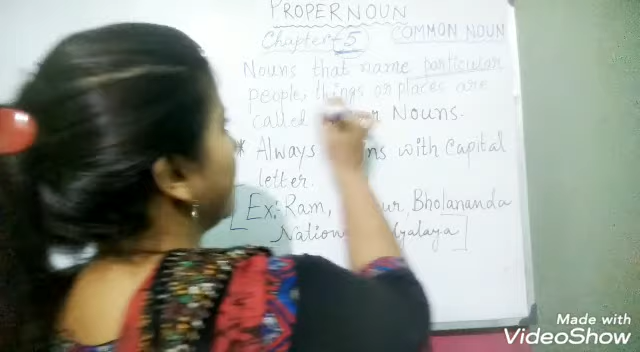 PROPER NOUN
Chapter-5 COMMON NOUN
Nouns that name particular
people, things or places are
called Nouns.
* Always with capital
letter.
[Ex: Ram, Bholananda
]
Made with
VideoShow